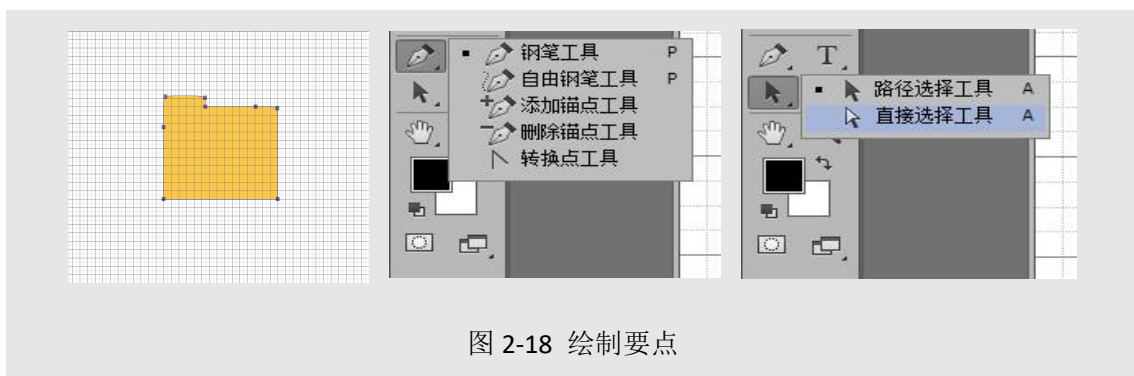 钢笔工具 P
自由钢笔工具 P
添加锚点工具
删除锚点工具
转换点工具
T
路径选择工具 A
直接选择工具 A
图 2-18 绘制要点